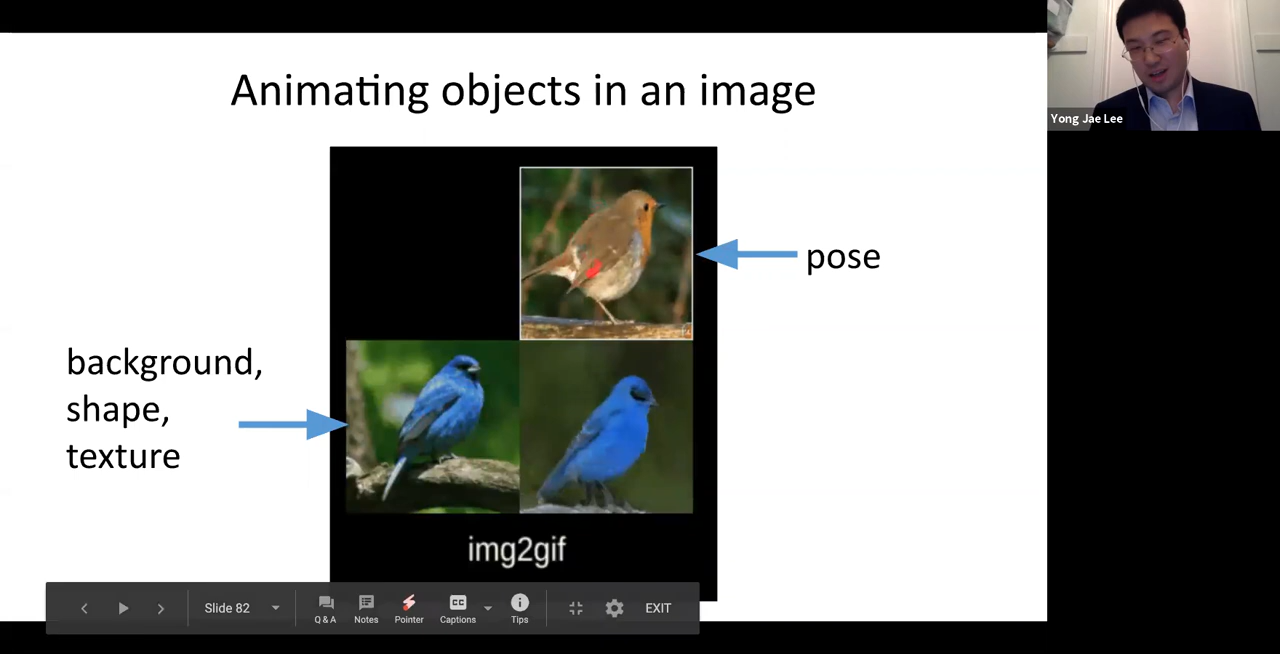 Animating objects in an image
Yong Jae Lee
pose
background,
shape,
texture
img2gif
Slide 82
Q & A
Notes
Pointer
CC
Captions
Tips
EXIT